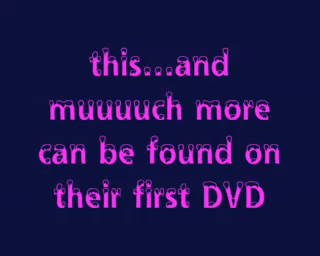 this...and
muuuuch more
can be found on
their first DVD